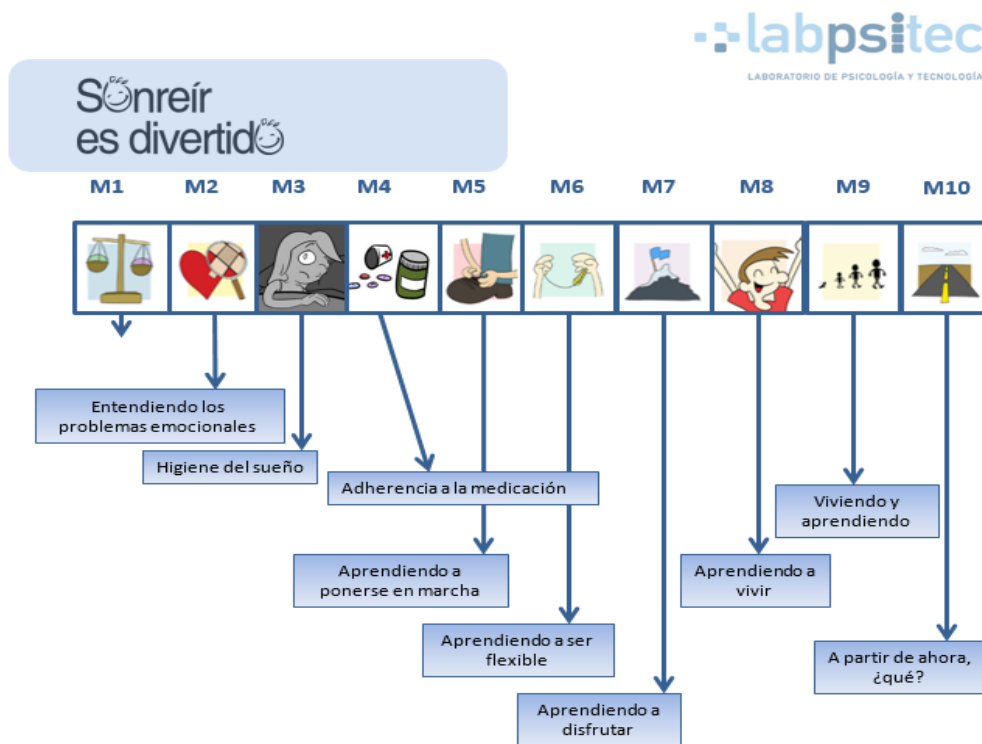 labpsitec
LABORATORIO DE PSICOLOGÍA Y TECNOLOGÍA
Sonreír
es divertido
M1 M2 M3 M4 M5 M6 M7 M8 M9 M10
Entendiendo los
problemas emocionales
Higiene del sueño
Adherencia a la medicación
Viviendo y
aprendiendo
Aprendiendo a
ponerse en marcha
Aprendiendo a
vivir
Aprendiendo a ser
flexible
A partir de ahora,
¿qué?
Aprendiendo a
disfrutar